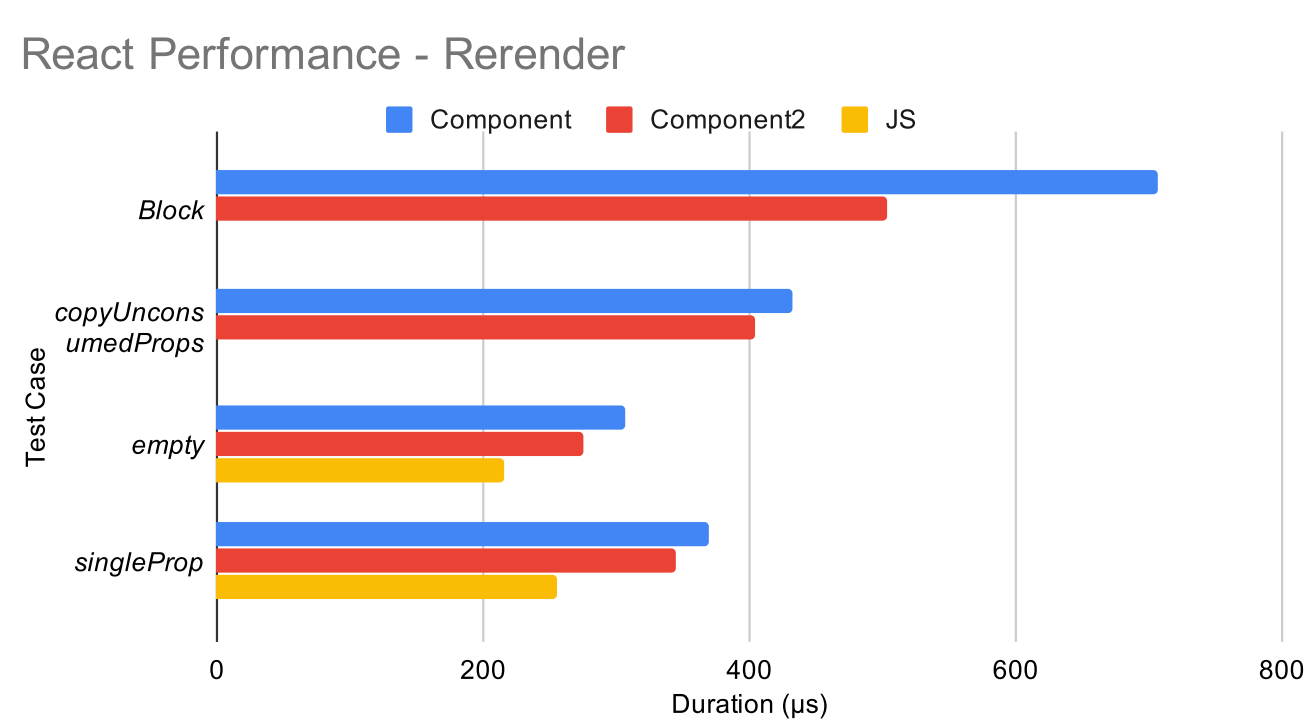 React Performance - Rerender
Component Component2 JS
Block
copyUncons
umedProps
empty
singleProp
Test Case
0 200 400 600 800
Duration (μs)